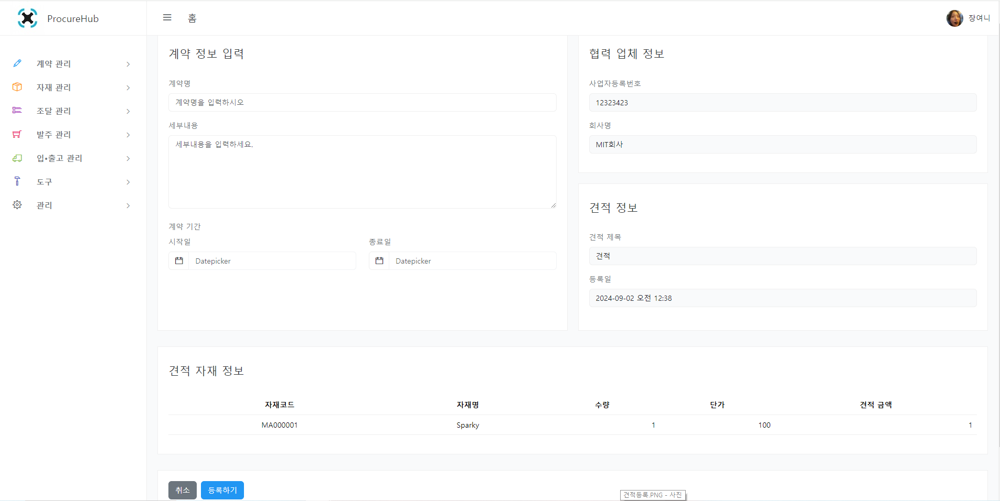 ProcureHub
홈
장여니
계약 관리
자재 관리
조달 관리
발주 관리
입•출고 관리
도구
관리
계약 정보 입력
계약명
계약명을 입력하시오
세부내용
세부내용을 입력하세요.
계약 기간
시작일
종료일
Datepicker
Datepicker
협력 업체 정보
사업자등록번호
12323423
회사명
MIT회사
견적 정보
견적 제목
견적
등록일
2024-09-02 오전 12:38
견적 자재 정보
자재코드 자재명 수량 단가 견적 금액
MA000001 Sparky 1 100 1
취소 등록하기
견적등록.PNG - 사진